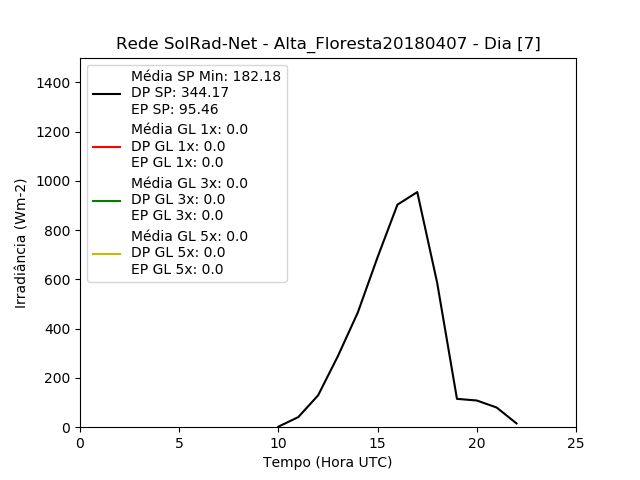 Rede SolRad-Net - Alta_Floresta20180407 - Dia [7]
Média SP Min: 182.18
DP SP: 344.17
EP SP: 95.46
Média GL 1x: 0.0
DP GL 1x: 0.0
EP GL 1x: 0.0
Média GL 3x: 0.0
DP GL 3x: 0.0
EP GL 3x: 0.0
Média GL 5x: 0.0
DP GL 5x: 0.0
EP GL 5x: 0.0
Irradiância (Wm-2)
1400
1200
1000
800
600
400
200
0
0 5 10 15 20 25
Tempo (Hora UTC)